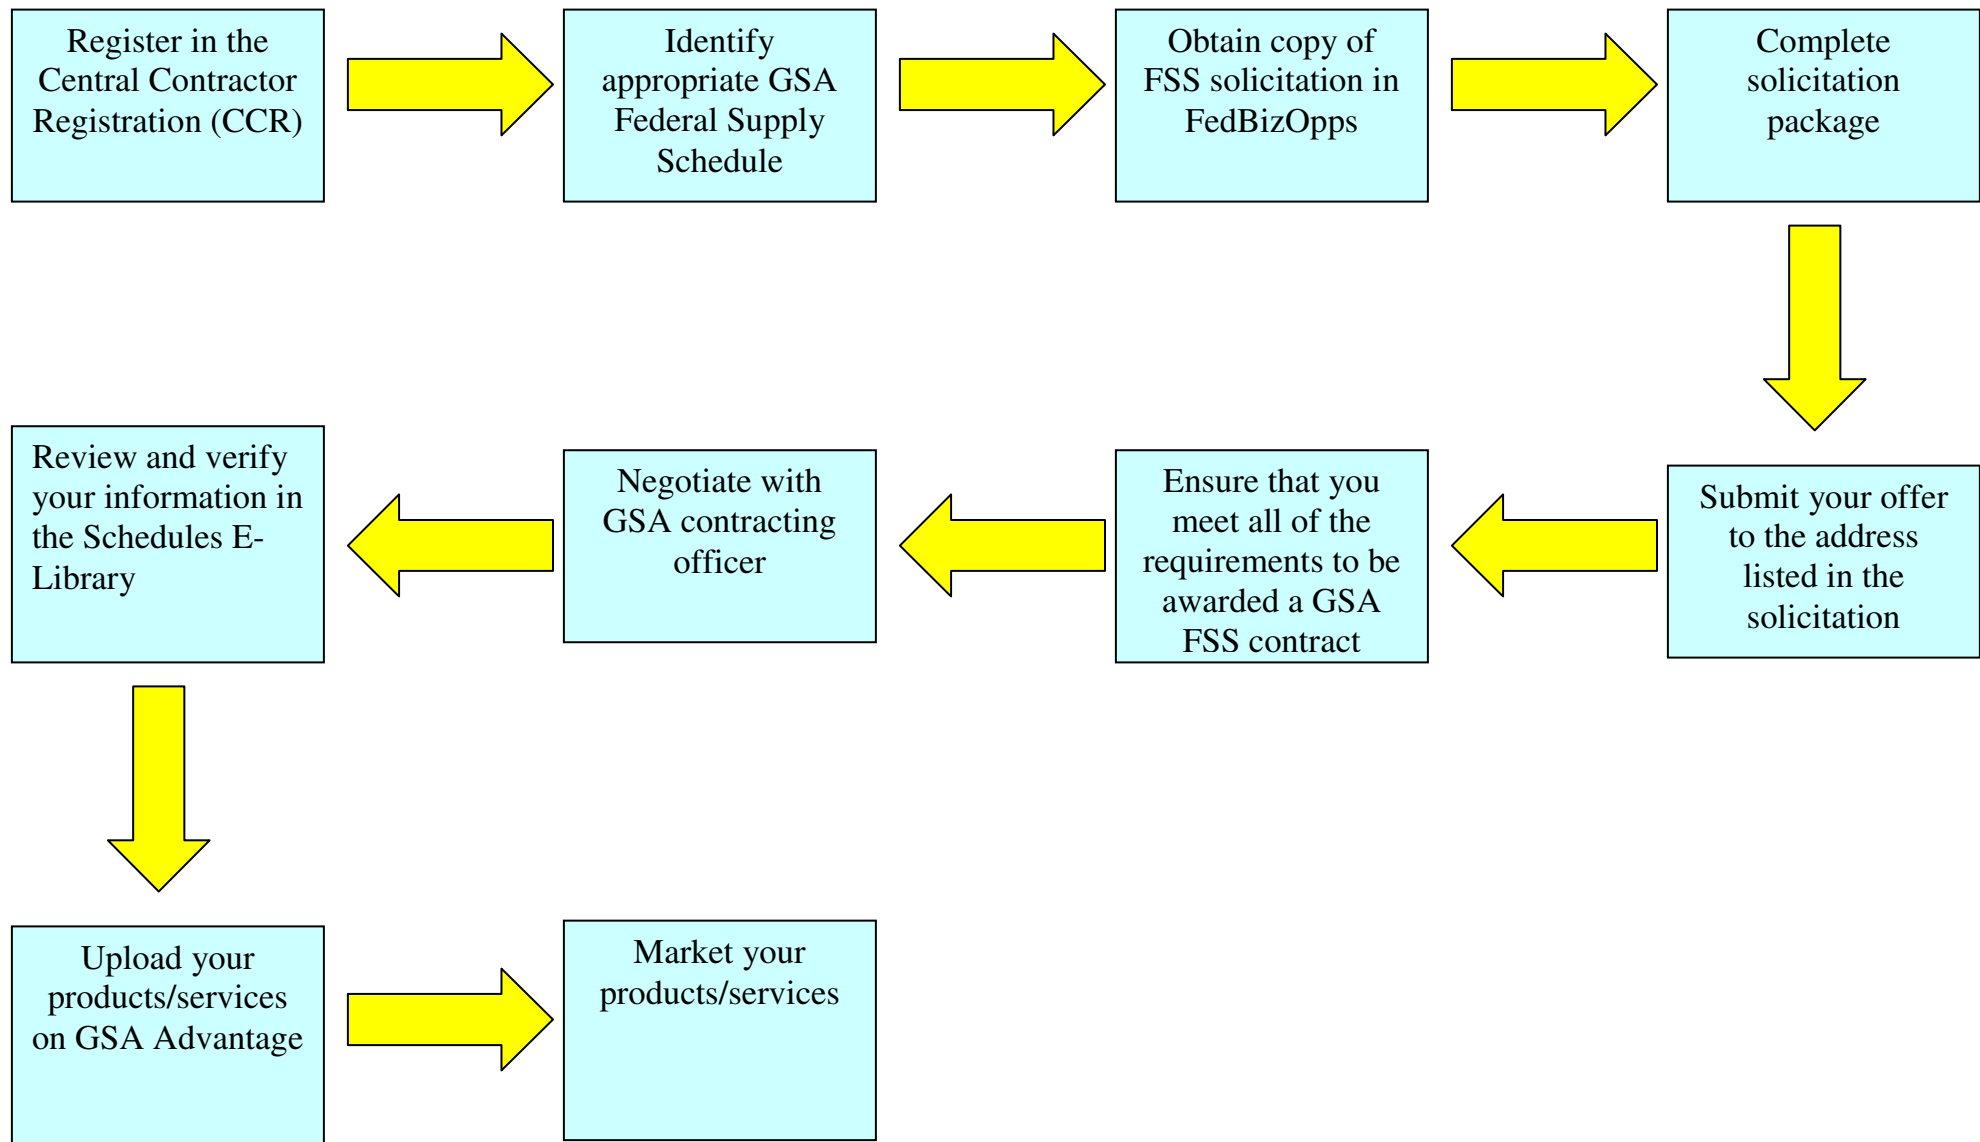 Register in the
Central Contractor
Registration (CCR)
Identify
appropriate GSA
Federal Supply
Schedule
Obtain copy of
FSS solicitation in
FedBizOpps
Complete
solicitation
package
Submit your offer
to the address
listed in the
solicitation
Ensure that you
meet all of the
requirements to be
awarded a GSA
FSS contract
Negotiate with
GSA contracting
officer
Review and verify
your information in
the Schedules E-
Library
Upload your
products/services
on GSA Advantage
Market your
products/services